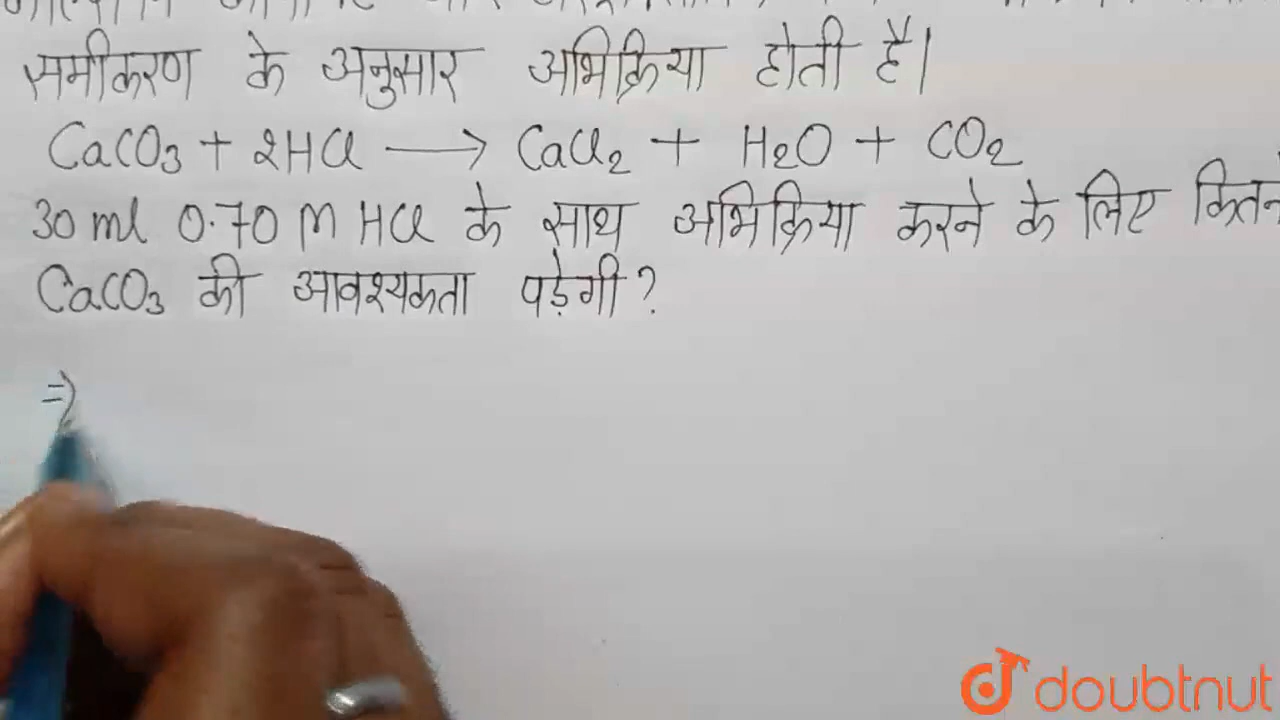 समीकरण के अनुसार अभिक्रिया होती है।
CaCO3 + 2HCl → CaCl2 + H2O + CO2
30 ml 0.70 M HCl के साथ अभिक्रिया करने के लिए
CaCO3 की आवश्यकता पड़ेगी?
⇒
doubtnut